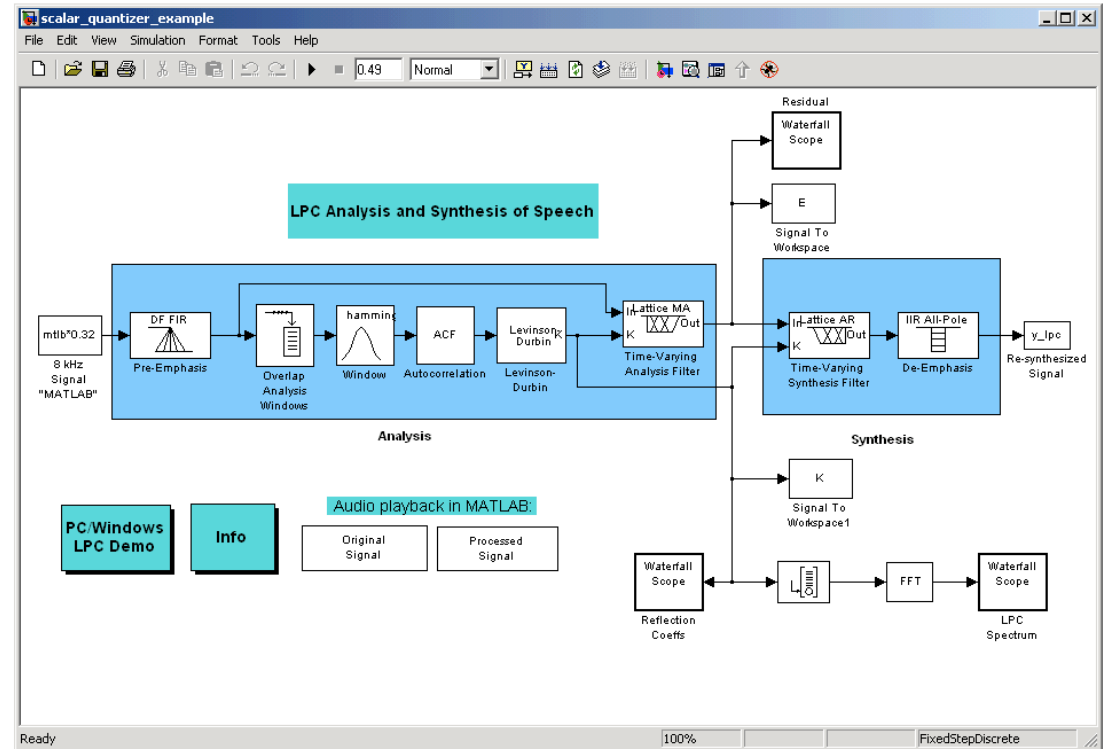 scalar_quantizer_example
File Edit View Simulation Format Tools Help
0.49 Normal
Residual
Waterfall
Scope
E
Signal To
Workspace
LPC Analysis and Synthesis of Speech
mtlb*0.32
8 kHz
Signal
"MATLAB"
DF FIR
Pre-Emphasis
Overlap
Analysis
Windows
hamming
Window
ACF
Autocorrelation
Levinson
Durbin
K
Levinson-
Durbin
Lattice MA
In
Out
K
Time-Varying
Analysis Filter
Analysis
Lattice AR
In
Out
K
Time-Varying
Synthesis Filter
IIR All-Pole
De-Emphasis
Synthesis
y_lpc
Re-synthesized
Signal
K
Signal To
Workspace1
PC/Windows
LPC Demo
Info
Audio playback in MATLAB:
Original
Signal
Processed
Signal
Waterfall
Scope
Reflection
Coeffs
FFT
Waterfall
Scope
LPC
Spectrum
Ready 100% FixedStepDiscrete